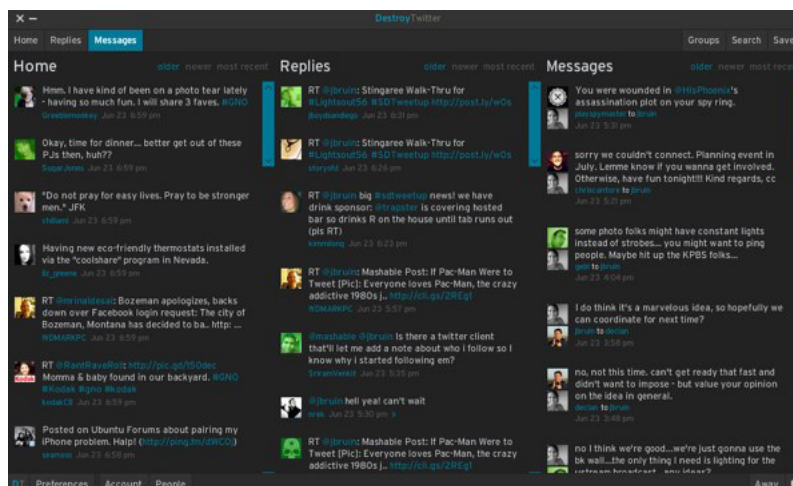 DestroyTwitter
Home Replies Messages
Groups Search Save
Home
older newer most recent
Hmm. I have kind of been on a photo tear lately
- having so much fun. I will share 3 faves. #GNO
Greeblemonkey Jun 23 6:59 pm
Okay, time for dinner... better get out of these
PJs then, huh??
SugarJones Jun 23 6:59 pm
"Do not pray for easy lives. Pray to be stronger
men." JFK
Jun 23 6:59 pm
Having new eco-friendly thermostats installed
via the "coolshare" program in Nevada.
liz_greene Jun 23 6:59 pm
RT @mrinaldesai: Bozeman apologizes, backs
down over Facebook login request: The city of
Bozeman, Montana has decided to ba.. http: ...
WDMARKPC Jun 23 6:59 pm
RT @RantRaveRoll: http://pic.gd/150dec
Momma & baby found in our backyard. #GNO
#Kodak #gno #kodak
kodakCB Jun 23 6:59 pm
Posted on Ubuntu Forums about pairing my
iPhone problem. Halp! (http://ping.fm/dWCOj)
seamoss Jun 23 6:58 pm
Replies
older newer most recent
RT @jbruin: Stingaree Walk-Thru for
#Lightsout56 #SDTweetup http://post.ly/wOs
jboydsandiego Jun 23 6:31 pm
RT @jbruin: Stingaree Walk-Thru for
#Lightsout56 #SDTweetup http://post.ly/wOs
Jun 23 6:26 pm
RT @jbruin big #sdtweetup news! we have
drink sponsor: @trapster is covering hosted
bar so drinks R on the house until tab runs out
(pls RT)
kimmilong Jun 23 6:23 pm
RT @jbruin: Mashable Post: If Pac-Man Were to
Tweet [Pic]: Everyone loves Pac-Man, the crazy
addictive 1980s j.. http://cli.gs/2REg1
WDMARKPC Jun 23 5:57 pm
@mashable @jbruin Is there a twitter client
that'll let me add a note about who i follow so I
know why i started following em?
SriramVenkit Jun 23 5:35 pm
@jbruin hell yea! can't wait
nrek Jun 23 5:30 pm
RT @jbruin: Mashable Post: If Pac-Man Were to
Tweet [Pic]: Everyone loves Pac-Man, the crazy
addictive 1980s j.. http://cli.gs/2REg1
Messages
older newer most recent
You were wounded in @HisPhoenix's
assassination plot on your spy ring.
playspymaster to jbruin
Jun 23 5:31 pm
sorry we couldn't connect. Planning event in
July. Lemme know if you wanna get involved.
Otherwise, have fun tonight!!! Kind regards, cc
chriscantore to jbruin
Jun 23 5:21 pm
some photo folks might have constant lights
instead of strobes... you might want to ping
people. Maybe hit up the KPBS folks...
to jbruin
Jun 23 4:04 pm
I do think it's a marvelous idea, so hopefully we
can coordinate for next time?
jbruin to declan
Jun 23 3:58 pm
no, not this time. can't get ready that fast and
didn't want to impose - but value your opinion
on the idea in general.
declan to jbruin
Jun 23 3:48 pm
no I think we're good...we're just gonna use the
bk wall...the only thing I need is lighting for the
ustream broadcast...any ideas?
DT Preferences Account People
Away